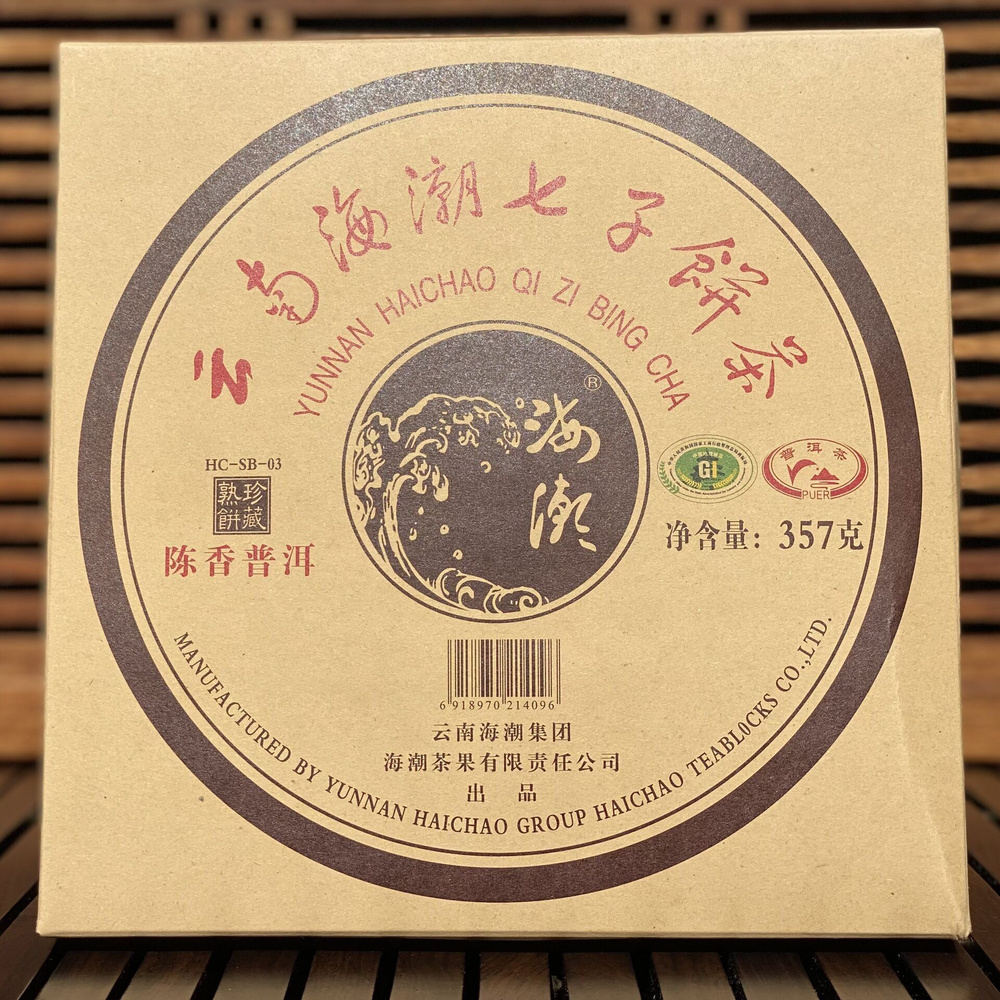 云南海潮七子餅茶
YUNNAN HAICHAO QI ZI BING CHA
海潮
®
HC-SB-03
珍藏
熟餅
陈香普洱
GI
普洱茶
PUER
净含量：357克
6 918970 214096
云南海潮集团
海潮茶果有限责任公司
出 品
MANUFACTURED BY YUNNAN HAICHAO GROUP HAICHAO TEABL0CKS CO.,LTD.